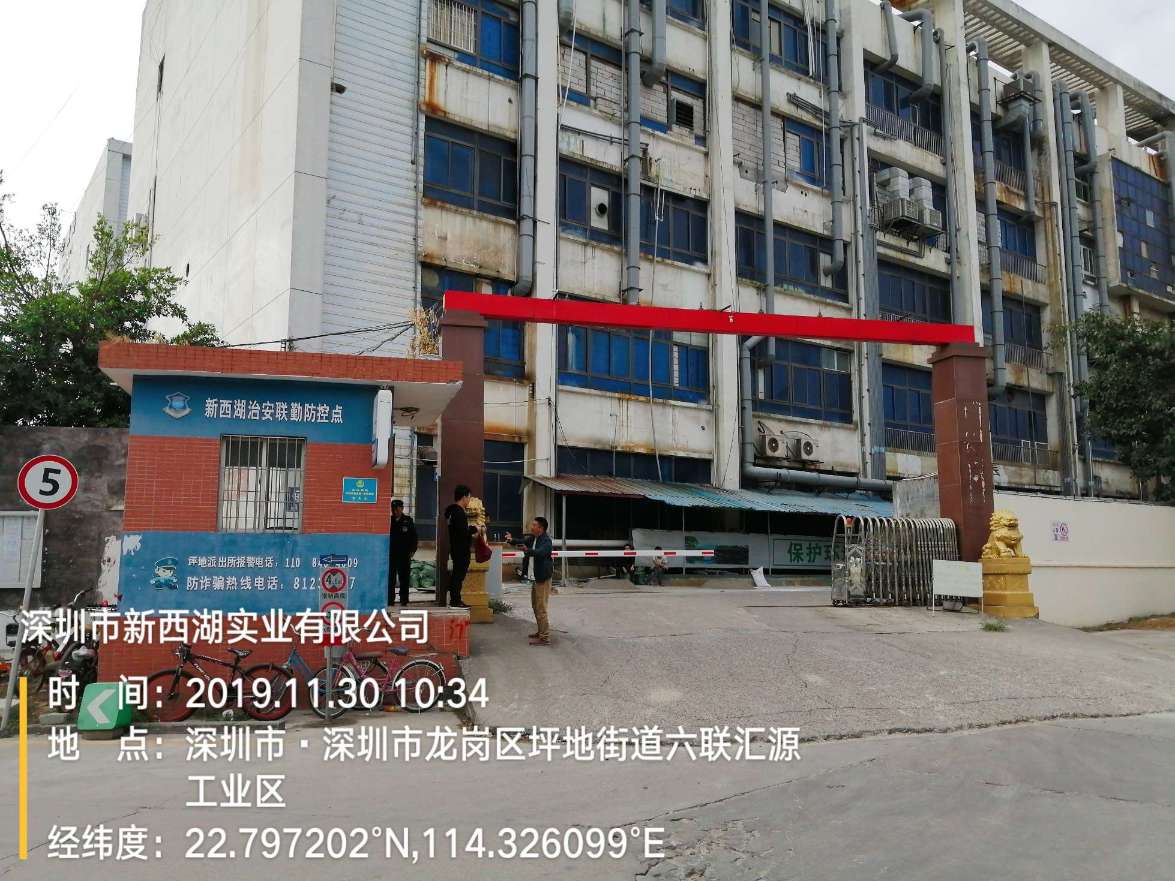 新西湖治安联勤防控点
5
坪地派出所报警电话：110
防诈骗热线电话：812
保护环
深圳市新西湖实业有限公司
时 间：2019.11.30 10:34
地 点：深圳市·深圳市龙岗区坪地街道六联汇源
工业区
经纬度：22.797202°N,114.326099°E